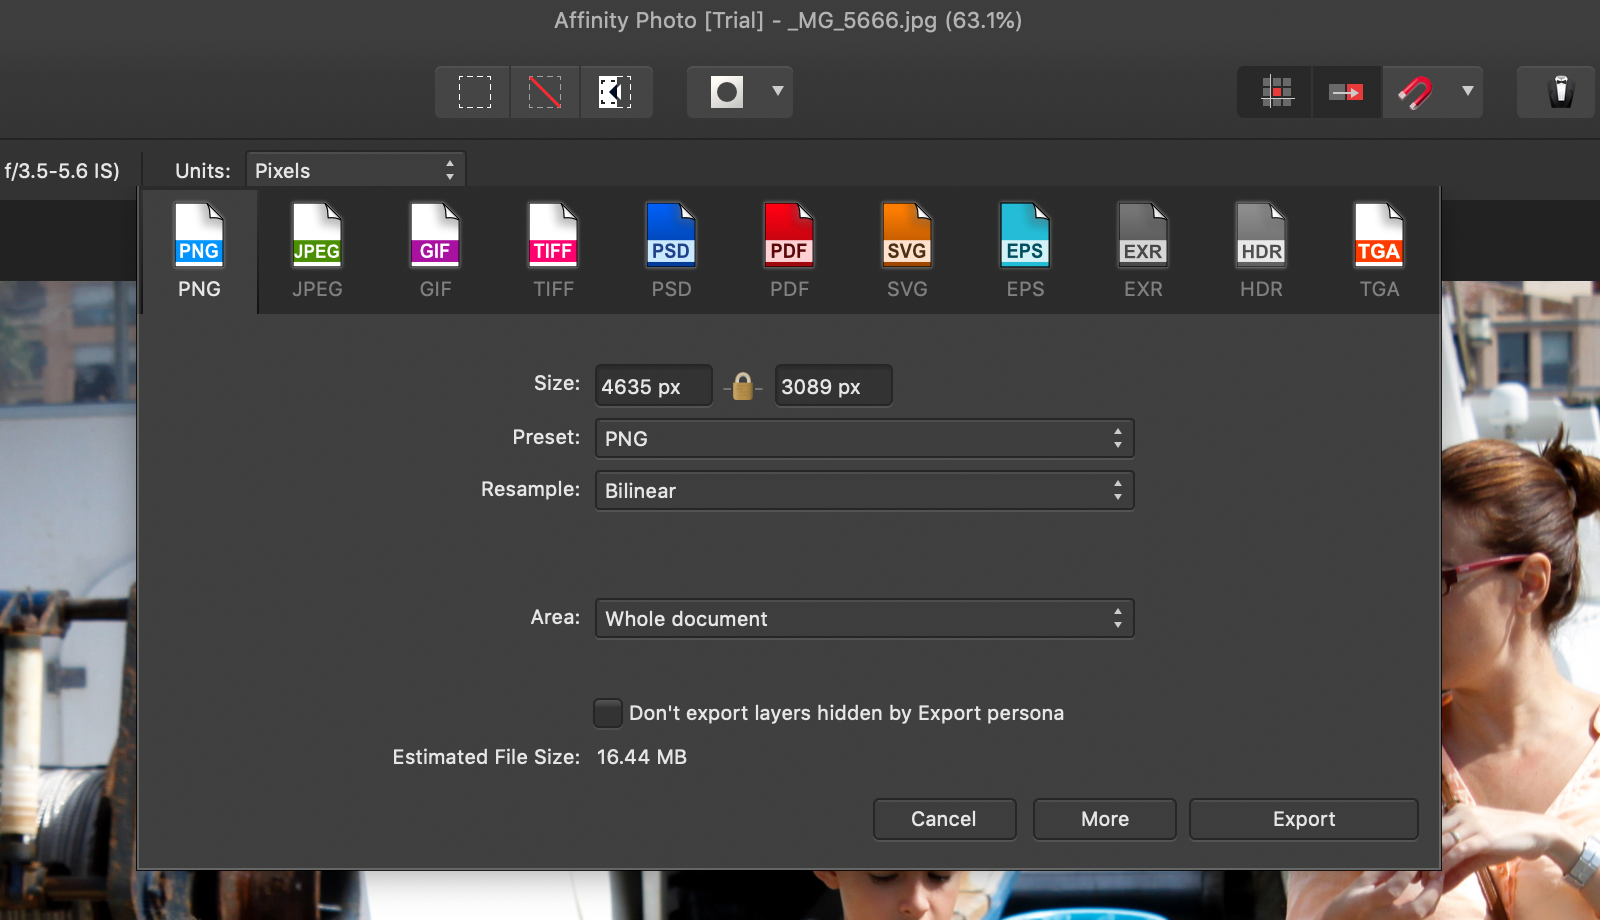 Affinity Photo [Trial] - _MG_5666.jpg (63.1%)
f/3.5-5.6 IS)
Units:
Pixels
PNG
JPEG
GIF
TIFF
PSD
PDF
SVG
EPS
EXR
HDR
TGA
PNG
JPEG
GIF
TIFF
PSD
PDF
SVG
EPS
EXR
HDR
TGA
Size:
4635 px
3089 px
Preset:
PNG
Resample:
Bilinear
Area:
Whole document
Don't export layers hidden by Export persona
Estimated File Size:
16.44 MB
Cancel
More
Export